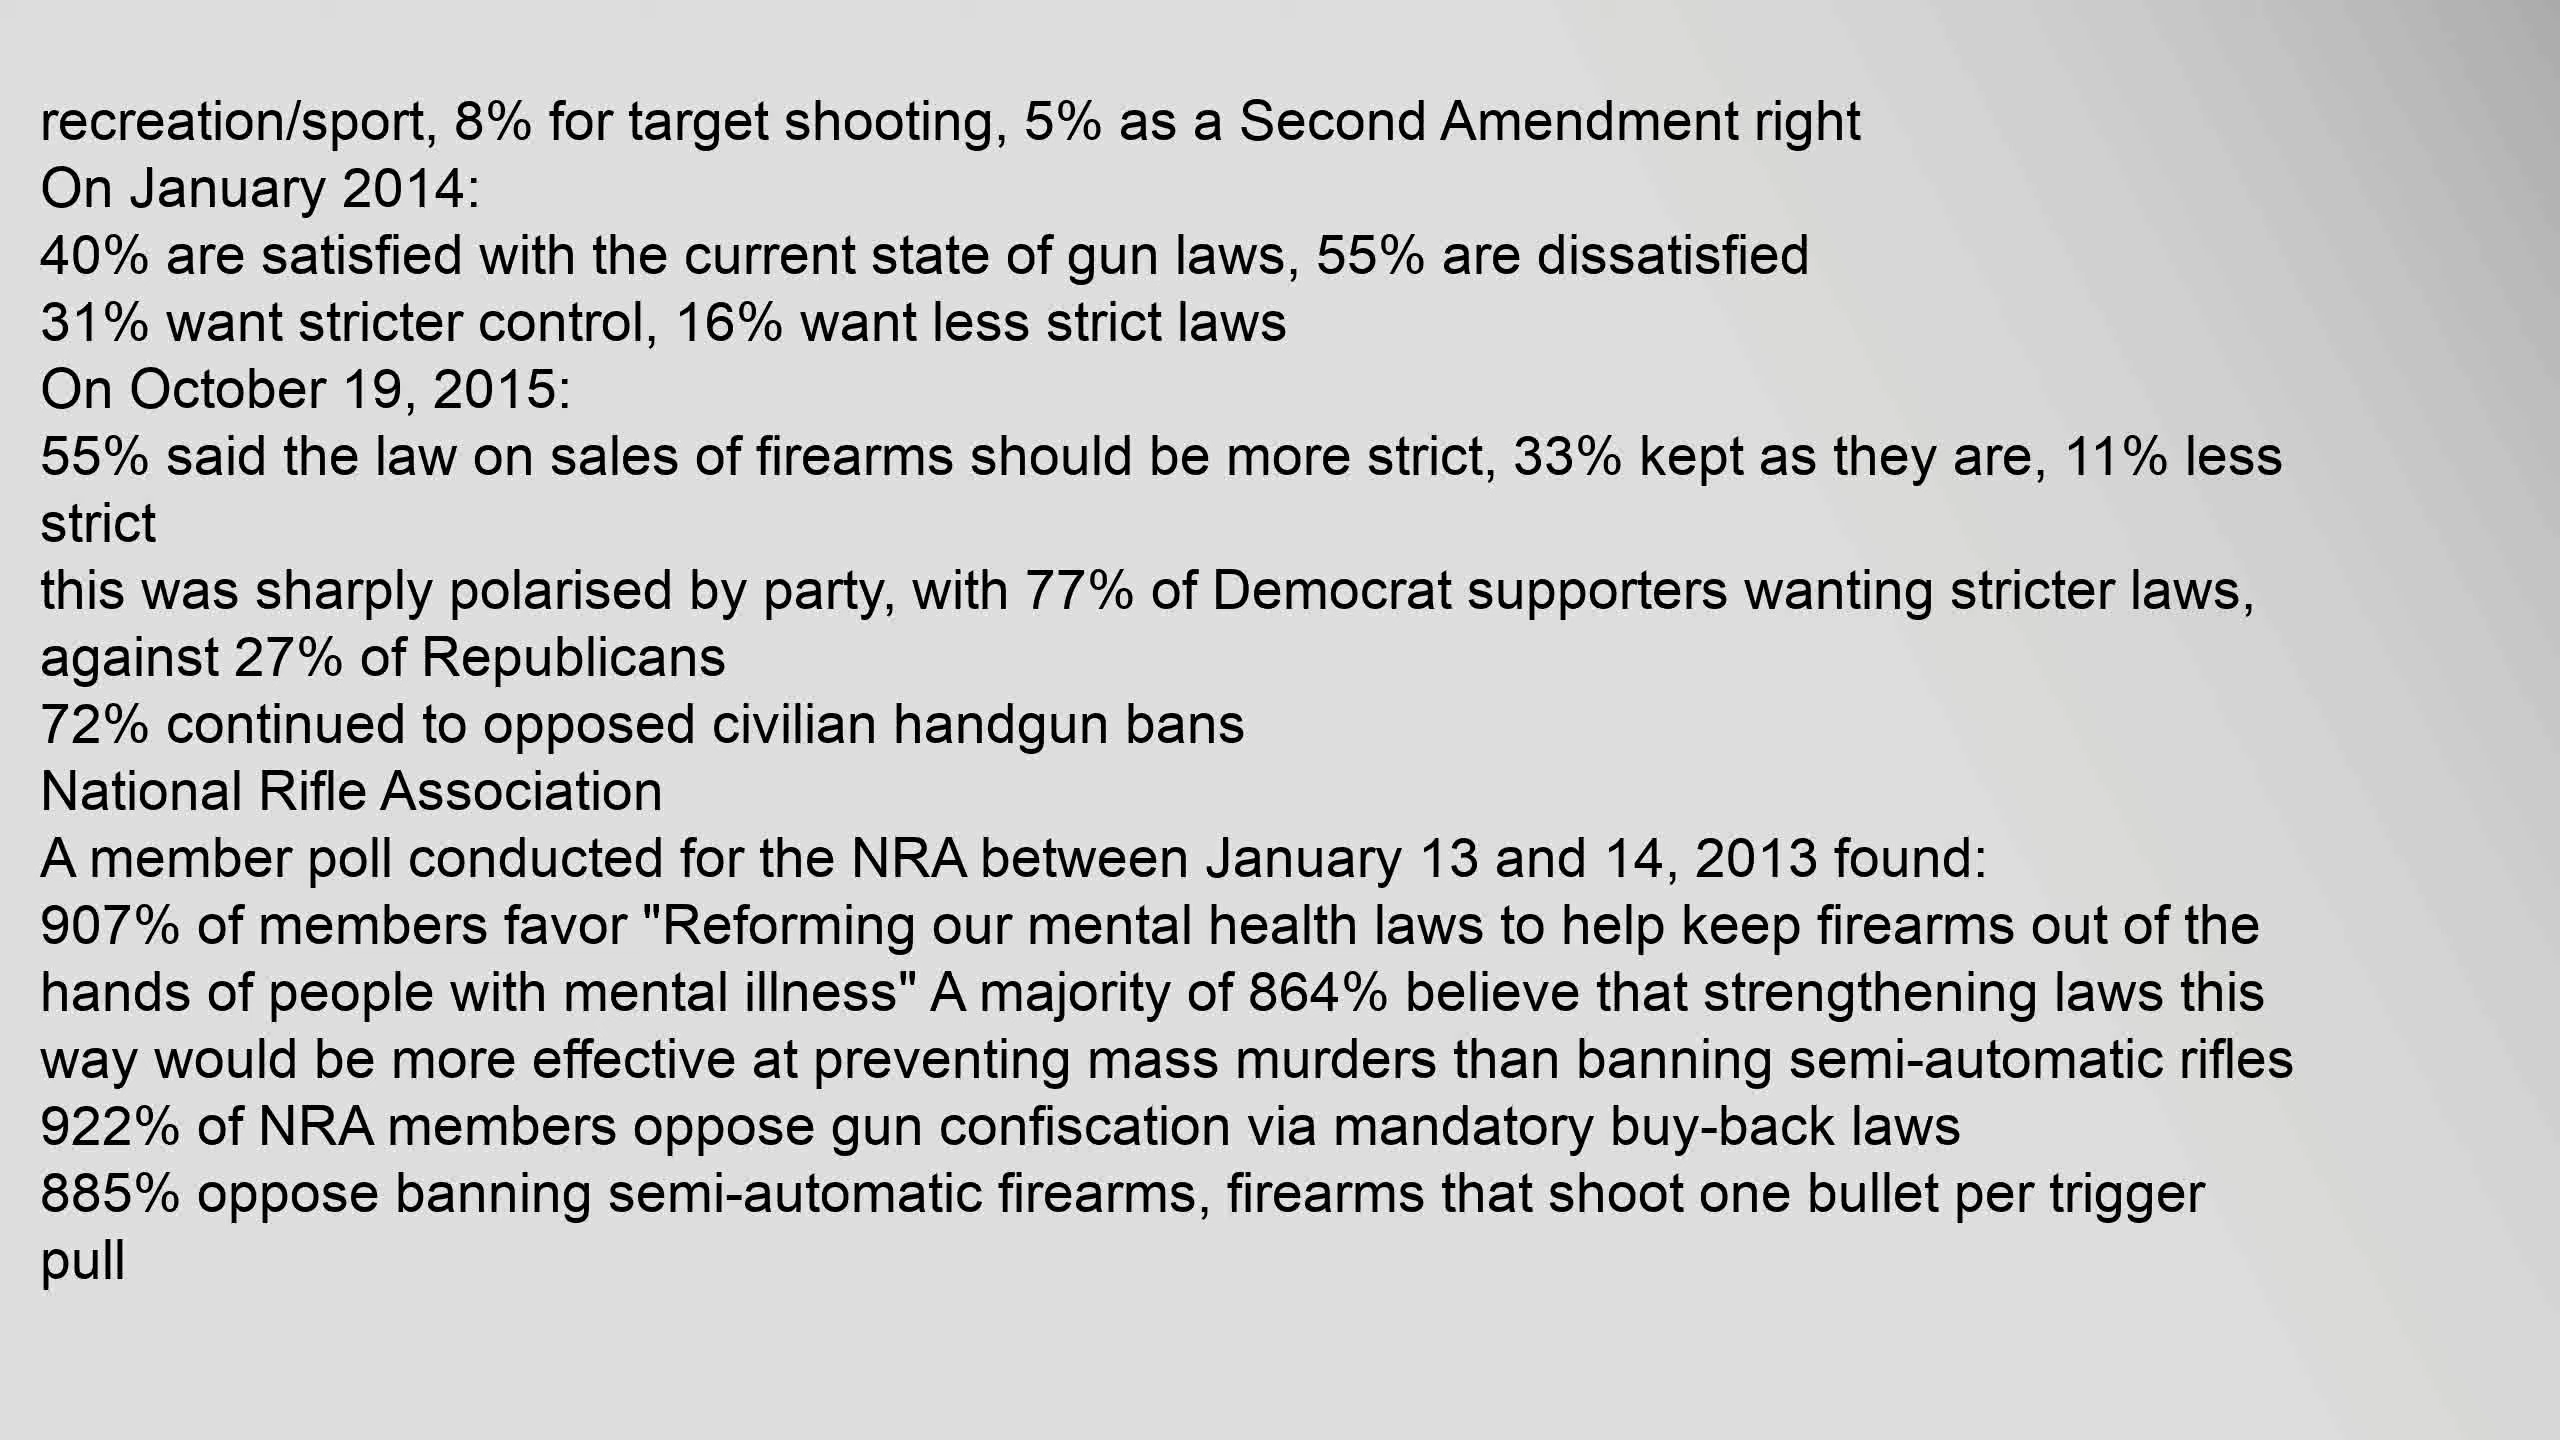 recreation/sport, 8% for target shooting, 5% as a Second Amendment right
On January 2014:
40% are satisfied with the current state of gun laws, 55% are dissatisfied
31% want stricter control, 16% want less strict laws
On October 19, 2015:
55% said the law on sales of firearms should be more strict, 33% kept as they are, 11% less
strict
this was sharply polarised by party, with 77% of Democrat supporters wanting stricter laws,
against 27% of Republicans
72% continued to opposed civilian handgun bans
National Rifle Association
A member poll conducted for the NRA between January 13 and 14, 2013 found:
907% of members favor "Reforming our mental health laws to help keep firearms out of the
hands of people with mental illness" A majority of 864% believe that strengthening laws this
way would be more effective at preventing mass murders than banning semi-automatic rifles
922% of NRA members oppose gun confiscation via mandatory buy-back laws
885% oppose banning semi-automatic firearms, firearms that shoot one bullet per trigger
pull